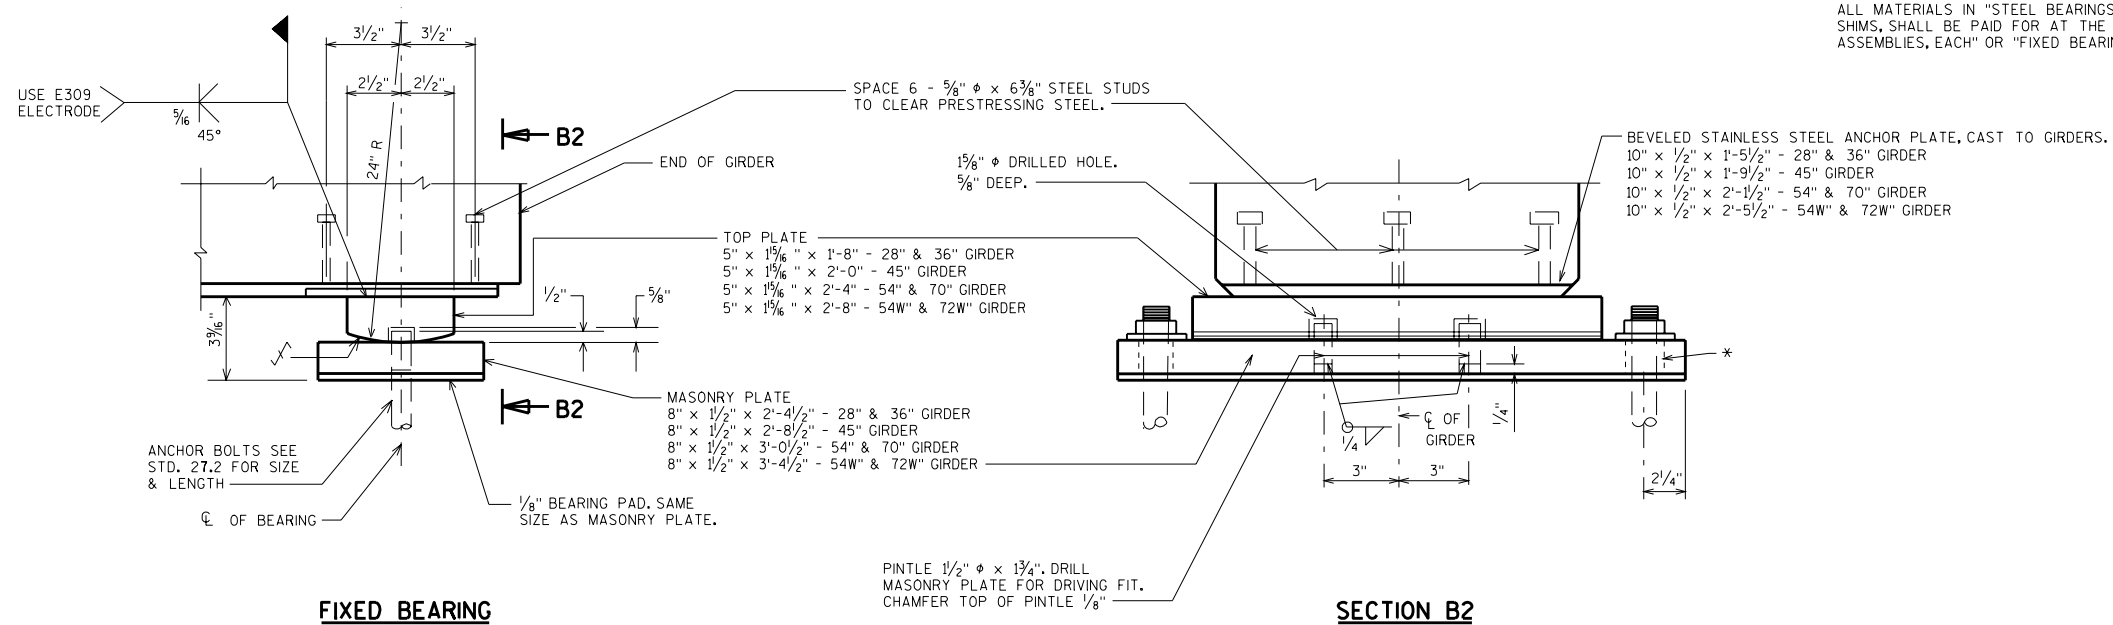 ALL MATERIALS IN "STEEL BEARINGS
SHIMS, SHALL BE PAID FOR AT THE
ASSEMBLIES, EACH" OR "FIXED BEARIN
3½" 3½"
2½" 2½"
USE E309
ELECTRODE
5/16
45°
24" R
B2
SPACE 6 - ⅝" φ x 6⅜" STEEL STUDS
TO CLEAR PRESTRESSING STEEL.
END OF GIRDER
1⅝" φ DRILLED HOLE.
⅝" DEEP.
BEVELED STAINLESS STEEL ANCHOR PLATE, CAST TO GIRDERS.
10" x ½" x 1'-5½" - 28" & 36" GIRDER
10" x ½" x 1'-9½" - 45" GIRDER
10" x ½" x 2'-1½" - 54" & 70" GIRDER
10" x ½" x 2'-5½" - 54W" & 72W" GIRDER
TOP PLATE
5" x 1 15/16 " x 1'-8" - 28" & 36" GIRDER
5" x 1 15/16 " x 2'-0" - 45" GIRDER
5" x 1 15/16 " x 2'-4" - 54" & 70" GIRDER
5" x 1 15/16 " x 2'-8" - 54W" & 72W" GIRDER
½"
⅝"
3 9/16"
B2
MASONRY PLATE
8" x 1½" x 2'-4½" - 28" & 36" GIRDER
8" x 1½" x 2'-8½" - 45" GIRDER
8" x 1½" x 3'-0½" - 54" & 70" GIRDER
8" x 1½" x 3'-4½" - 54W" & 72W" GIRDER
*
¼"
¼
℄ OF
GIRDER
3" 3"
2¼"
ANCHOR BOLTS SEE
STD. 27.2 FOR SIZE
& LENGTH
℄ OF BEARING
⅛" BEARING PAD. SAME
SIZE AS MASONRY PLATE.
PINTLE 1½" φ x 1¾". DRILL
MASONRY PLATE FOR DRIVING FIT.
CHAMFER TOP OF PINTLE ⅛"
FIXED BEARING
SECTION B2